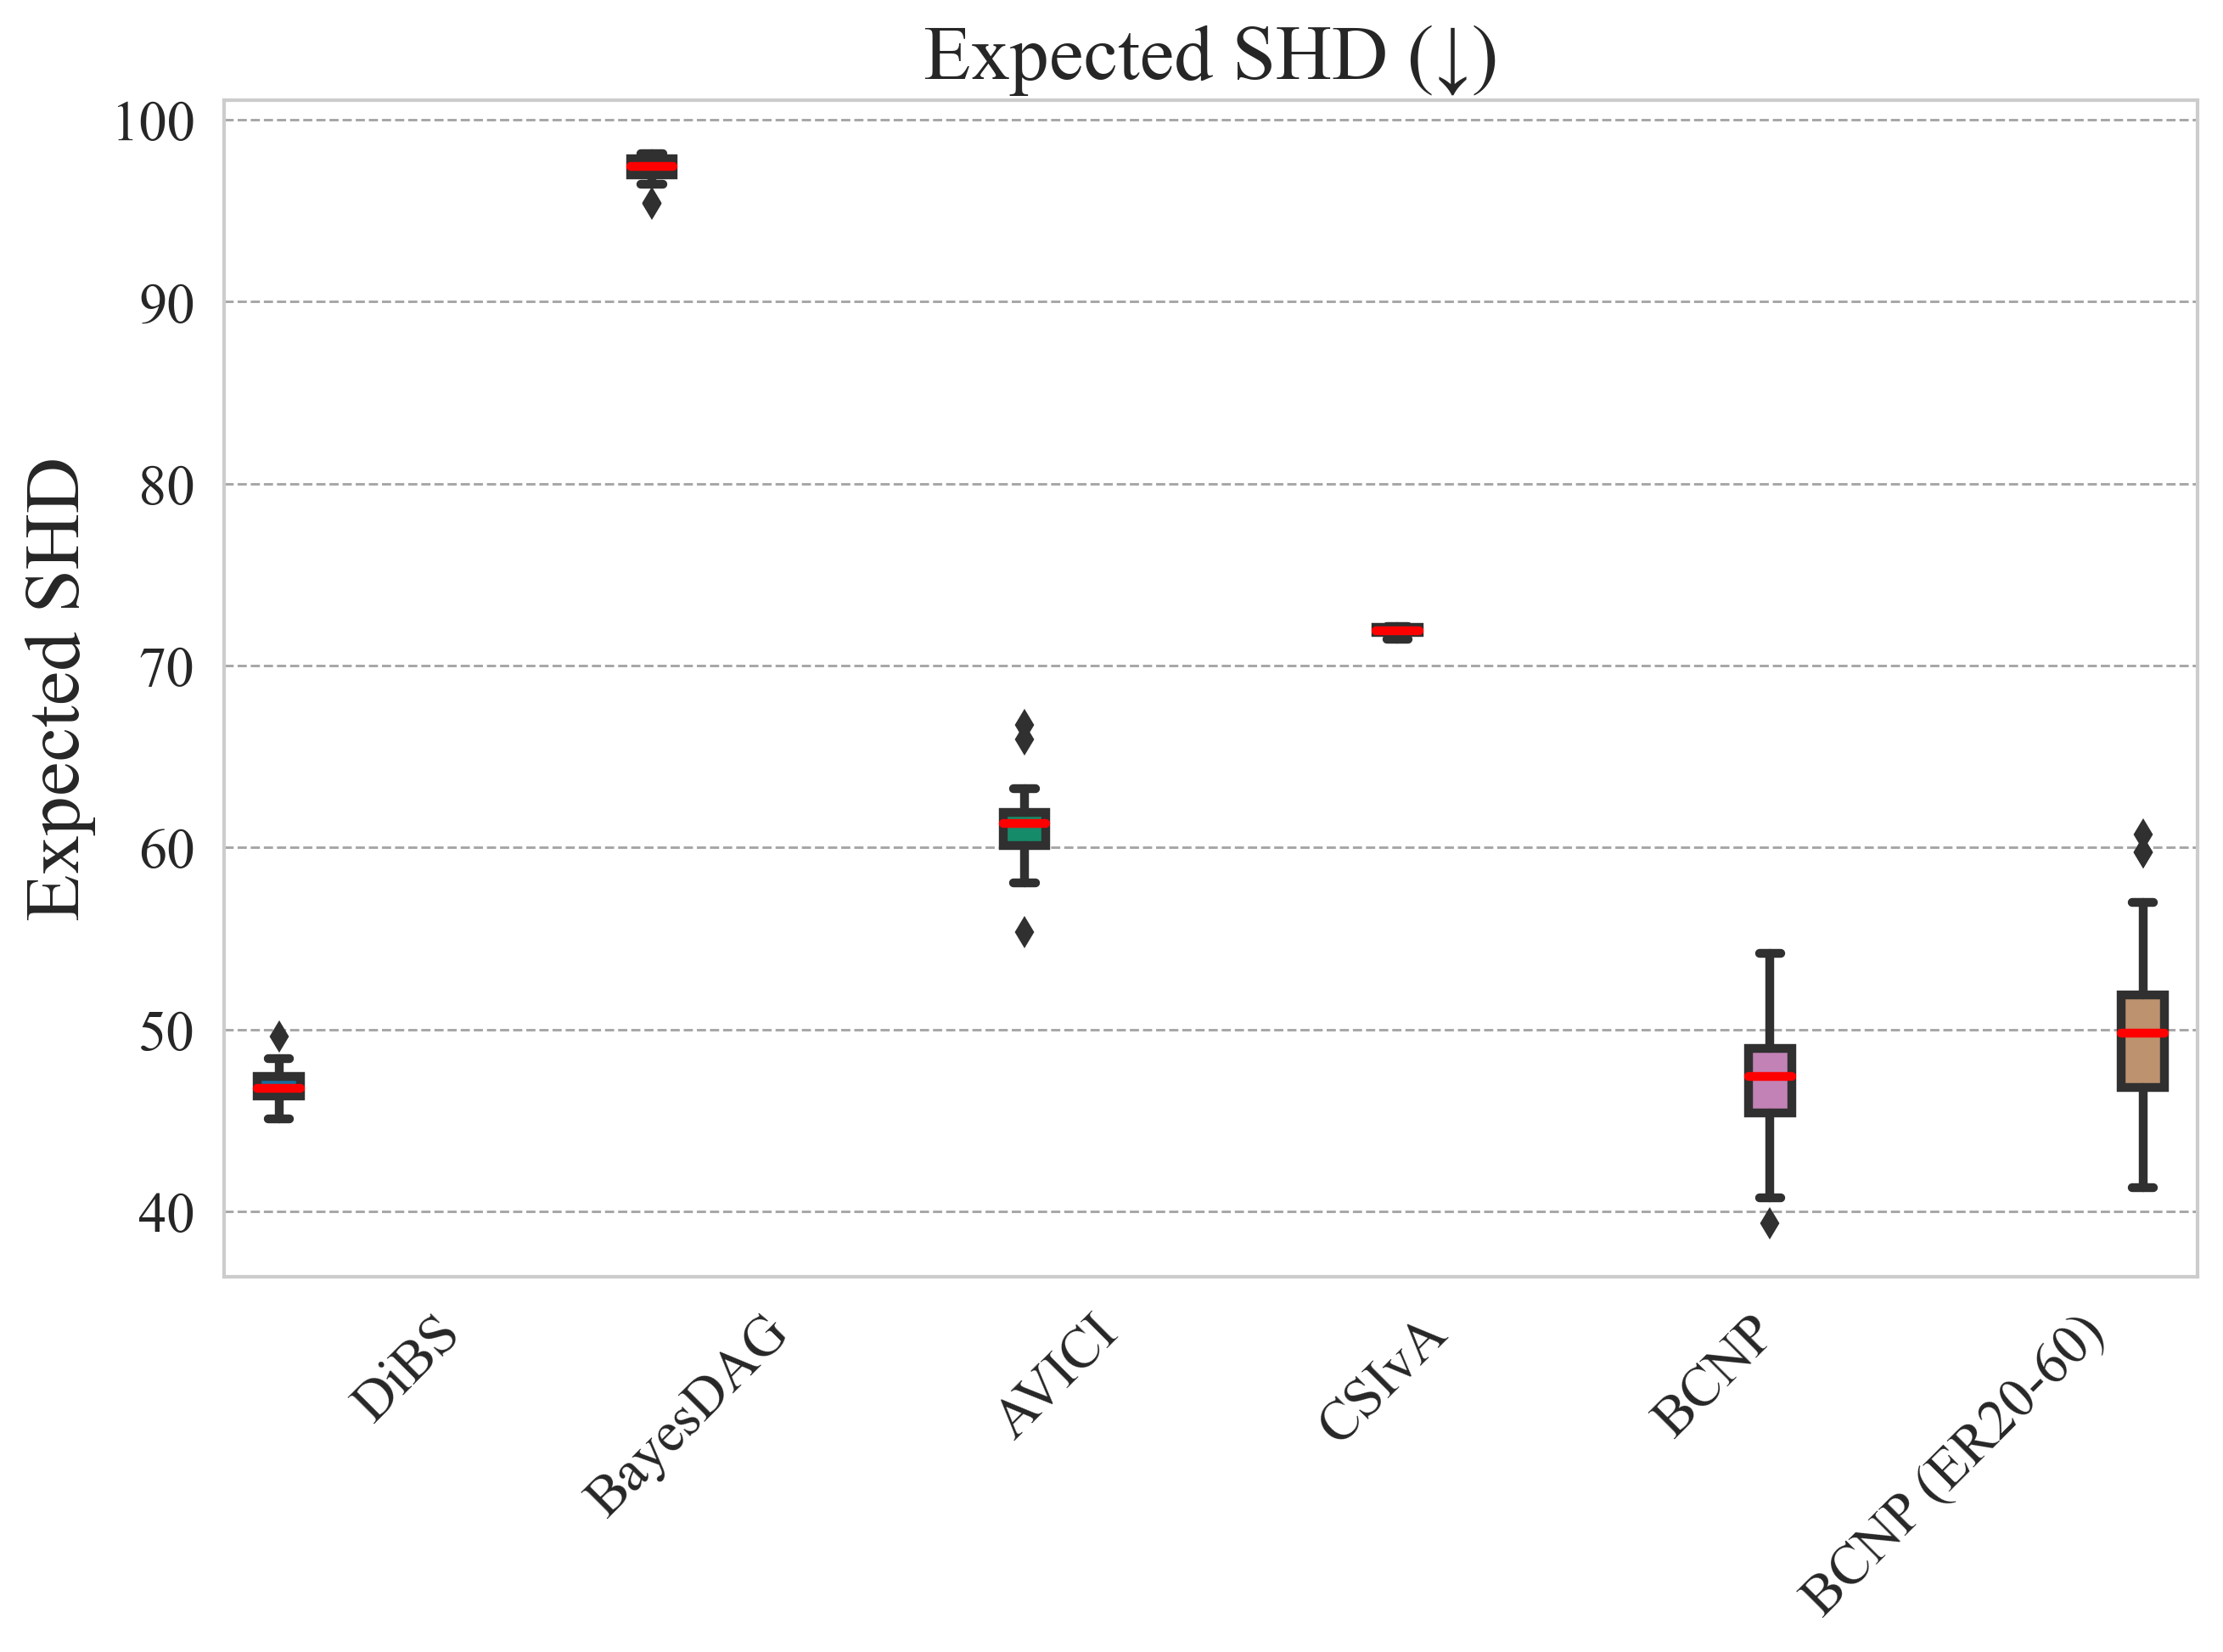 Expected SHD (↓)
Expected SHD
100
90
80
70
60
50
40
DiBS
BayesDAG
AVICI
CSIvA
BCNP
BCNP (ER20-60))